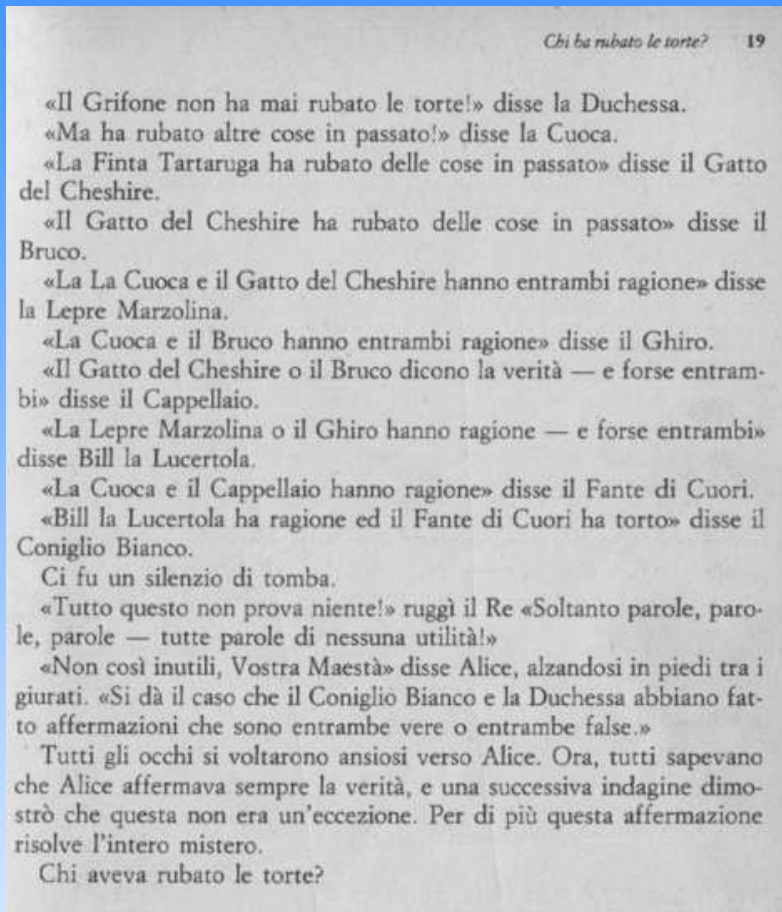 Chi ha rubato le torte? 19
«Il Grifone non ha mai rubato le torte!» disse la Duchessa.
«Ma ha rubato altre cose in passato!» disse la Cuoca.
«La Finta Tartaruga ha rubato delle cose in passato» disse il Gatto
del Cheshire.
«Il Gatto del Cheshire ha rubato delle cose in passato» disse il
Bruco.
«La La Cuoca e il Gatto del Cheshire hanno entrambi ragione» disse
la Lepre Marzolina.
«La Cuoca e il Bruco hanno entrambi ragione» disse il Ghiro.
«Il Gatto del Cheshire o il Bruco dicono la verità — e forse entram-
bi» disse il Cappellaio.
«La Lepre Marzolina o il Ghiro hanno ragione — e forse entrambi»
disse Bill la Lucertola.
«La Cuoca e il Cappellaio hanno ragione» disse il Fante di Cuori.
«Bill la Lucertola ha ragione ed il Fante di Cuori ha torto» disse il
Coniglio Bianco.
Ci fu un silenzio di tomba.
«Tutto questo non prova niente!» ruggì il Re «Soltanto parole, paro-
le, parole — tutte parole di nessuna utilità!»
«Non così inutili, Vostra Maestà» disse Alice, alzandosi in piedi tra i
giurati. «Si dà il caso che il Coniglio Bianco e la Duchessa abbiano fat-
to affermazioni che sono entrambe vere o entrambe false.»
Tutti gli occhi si voltarono ansiosi verso Alice. Ora, tutti sapevano
che Alice affermava sempre la verità, e una successiva indagine dimo-
strò che questa non era un'eccezione. Per di più questa affermazione
risolve l'intero mistero.
Chi aveva rubato le torte?